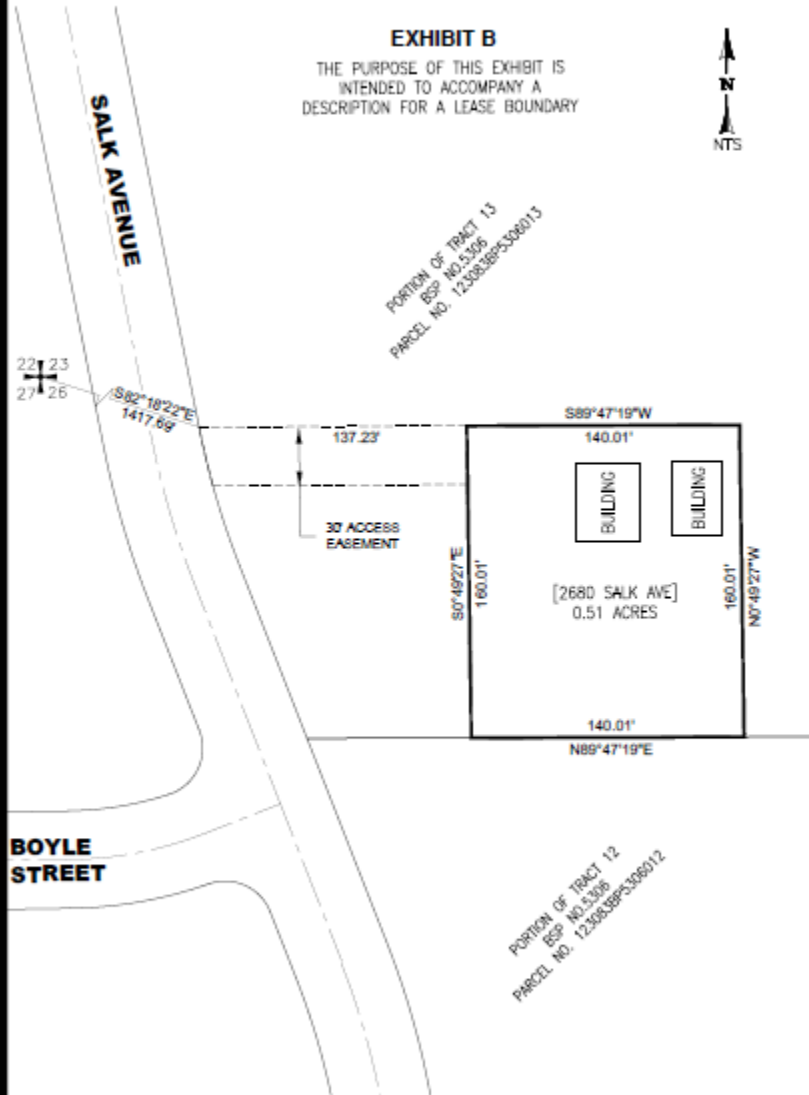 EXHIBIT B
THE PURPOSE OF THIS EXHIBIT IS
INTENDED TO ACCOMPANY A
DESCRIPTION FOR A LEASE BOUNDARY
N
NTS
SALK AVENUE
PORTION OF TRACT 13
BSP NO.5306
PARCEL NO. 123083BP5306013
22 23
27 26
S82°18'22"E
1417.69'
137.23'
30' ACCESS
EASEMENT
S89°47'19"W
140.01'
BUILDING
BUILDING
S0°49'27"E
160.01'
[2680 SALK AVE]
0.51 ACRES
160.01'
N0°49'27"W
140.01'
N89°47'19"E
BOYLE
STREET
PORTION OF TRACT 12
BSP NO.5306
PARCEL NO. 123083BP5306012